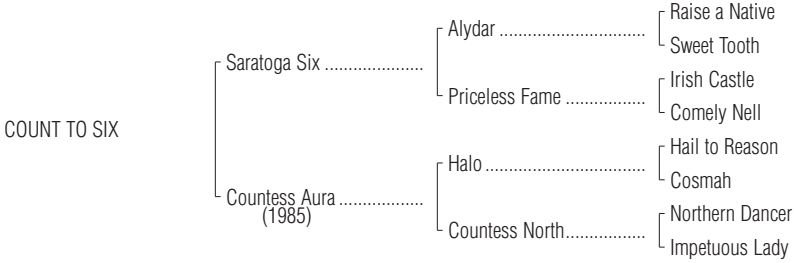 Raise a Native
Alydar ..............................
Sweet Tooth
Saratoga Six ....................
Irish Castle
Priceless Fame ................
Comely Nell
COUNT TO SIX
Hail to Reason
Halo .................................
Cosmah
Countess Aura .................
(1985)
Northern Dancer
Countess North................
Impetuous Lady